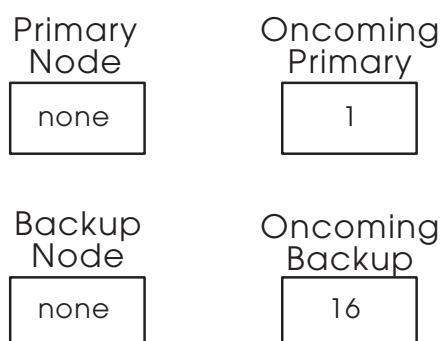 Primary
Node
none
Oncoming
Primary
1
Backup
Node
none
Oncoming
Backup
16